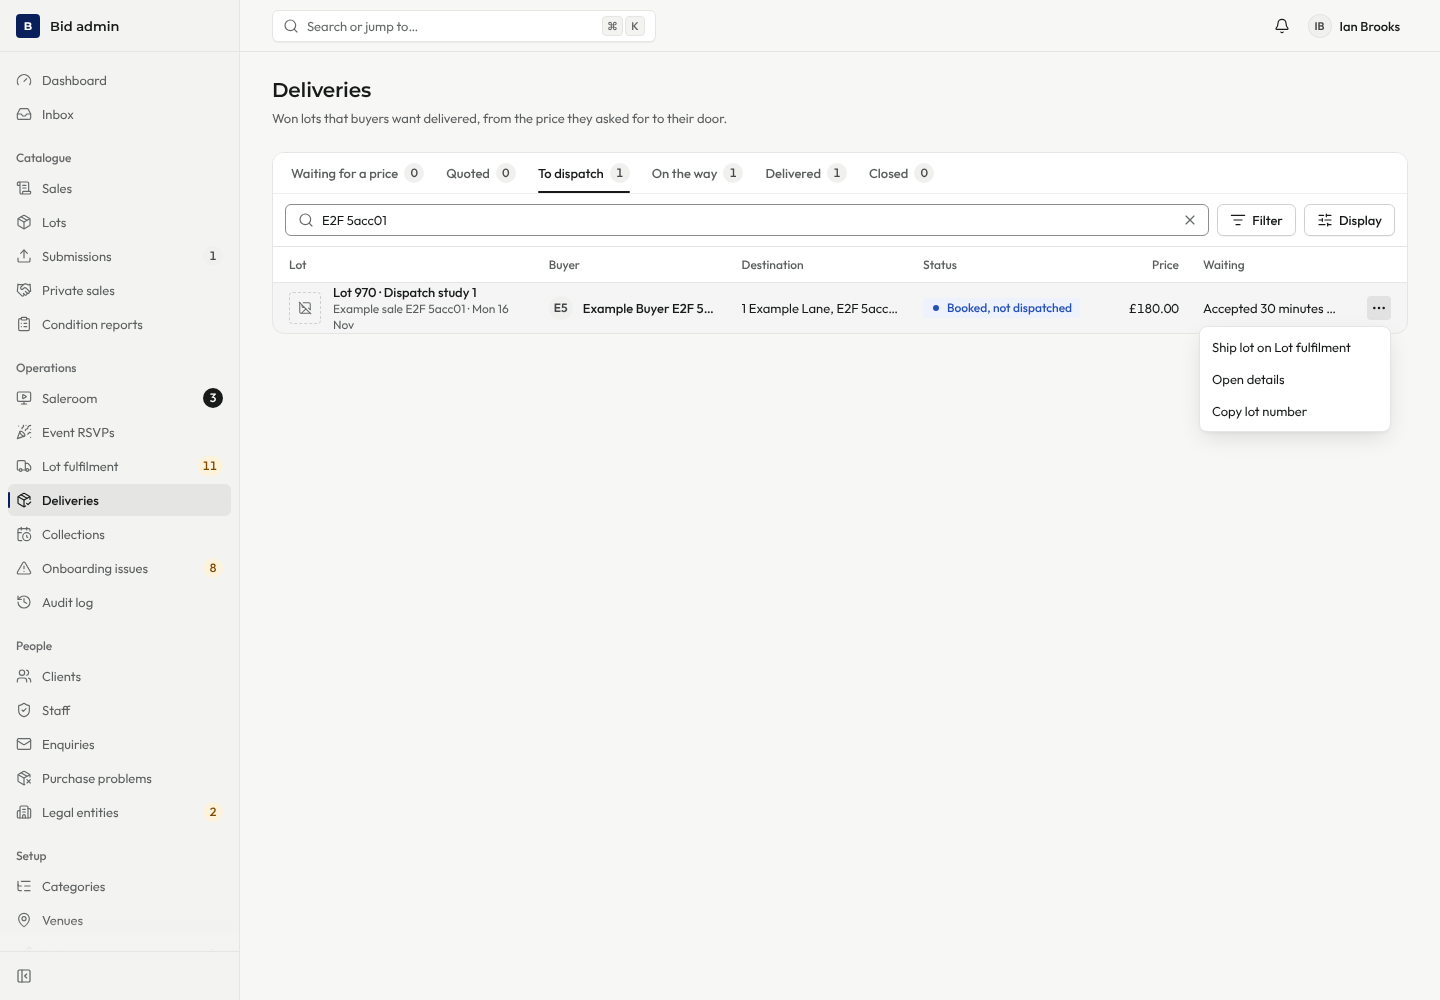 B Bid admin
Search or jump to...
⌘ K
IB Ian Brooks
Dashboard
Inbox
Catalogue
Sales
Lots
Submissions 1
Private sales
Condition reports
Operations
Saleroom 3
Event RSVPs
Lot fulfilment 11
Deliveries
Collections
Onboarding issues 8
Audit log
People
Clients
Staff
Enquiries
Purchase problems
Legal entities 2
Setup
Categories
Venues
Deliveries
Won lots that buyers want delivered, from the price they asked for to their door.
Waiting for a price 0 Quoted 0 To dispatch 1 On the way 1 Delivered 1 Closed 0
E2F 5acc01
Filter
Display
Lot Buyer Destination Status Price Waiting
Lot 970 · Dispatch study 1
Example sale E2F 5acc01 · Mon 16
Nov
E5 Example Buyer E2F 5...
1 Example Lane, E2F 5acc...
Booked, not dispatched
£180.00
Accepted 30 minutes ...
Ship lot on Lot fulfilment
Open details
Copy lot number